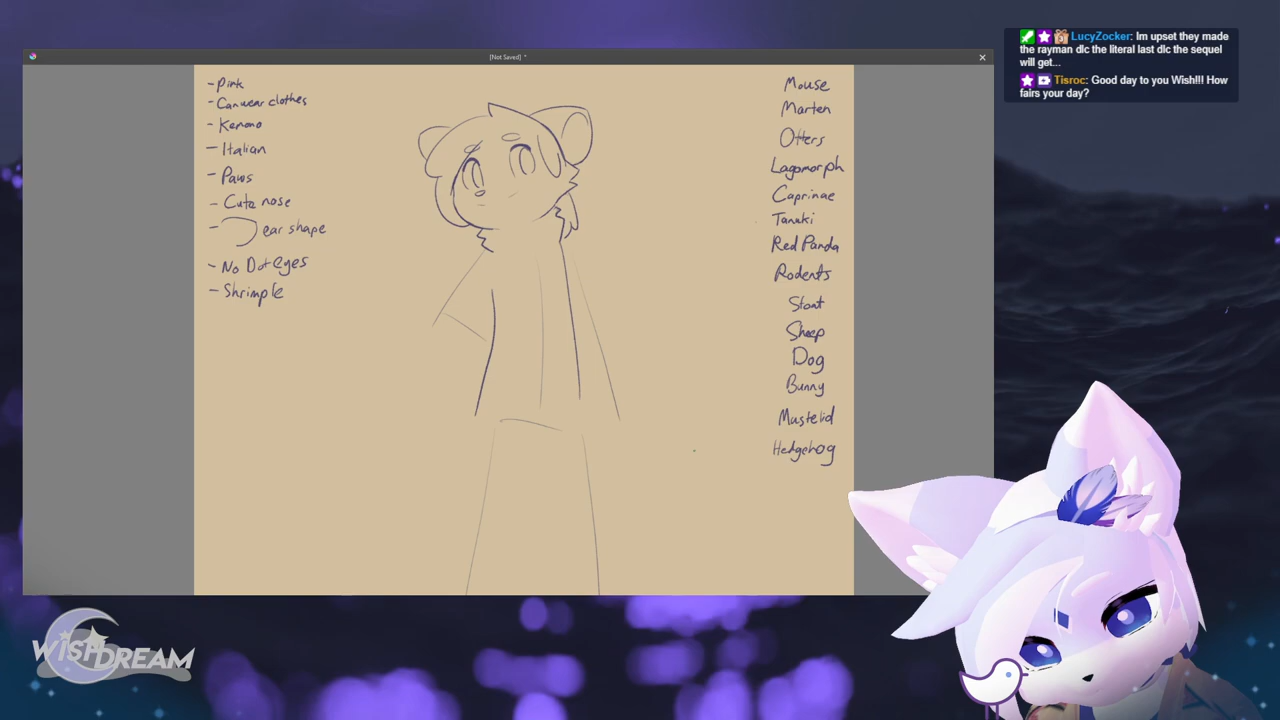 [Not Saved] *
- Pink
- Can wear clothes
- Kemono
- Italian
- Paws
- Cute nose
- ear shape
- No Dot eyes
- Shrimple
Mouse
Marten
Otters
Lagomorph
Caprinae
Tanuki
Red Panda
Rodents
Stoat
Sheep
Dog
Bunny
Mustelid
Hedgehog
LucyZocker: Im upset they made
the rayman dlc the literal last dlc the sequel
will get...
Tisroc: Good day to you Wish!!! How
fairs your day?
WISHDREAM